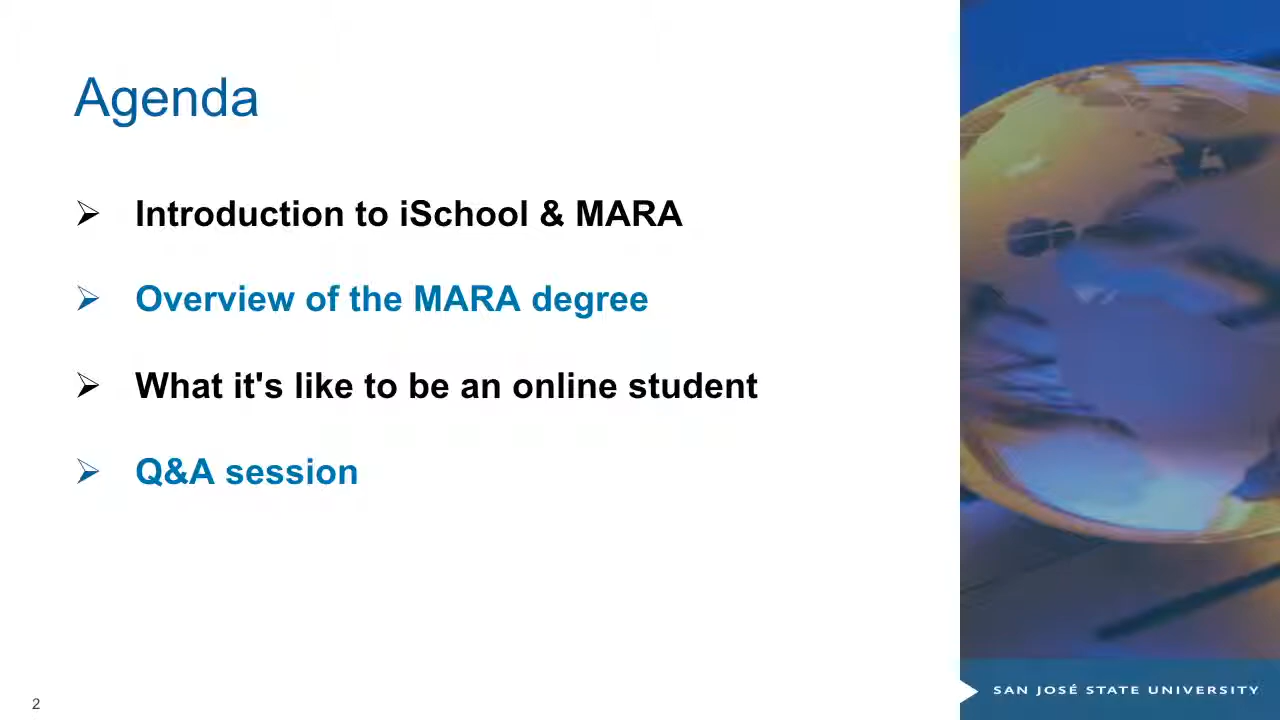 Agenda
➢ Introduction to iSchool & MARA
➢ Overview of the MARA degree
➢ What it's like to be an online student
➢ Q&A session
2
SAN JOSÉ STATE UNIVERSITY